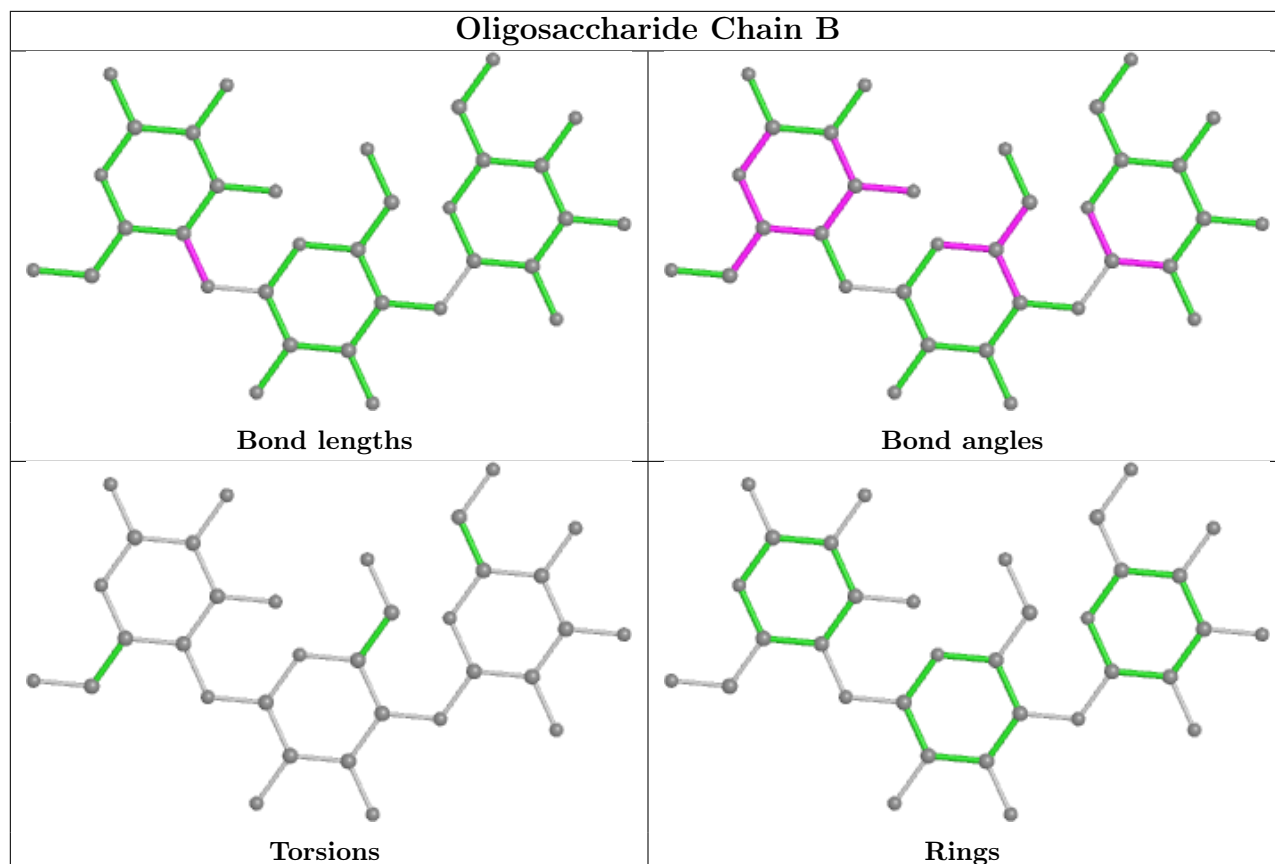 Oligosaccharide Chain B
Bond lengths
Bond angles
Torsions
Rings